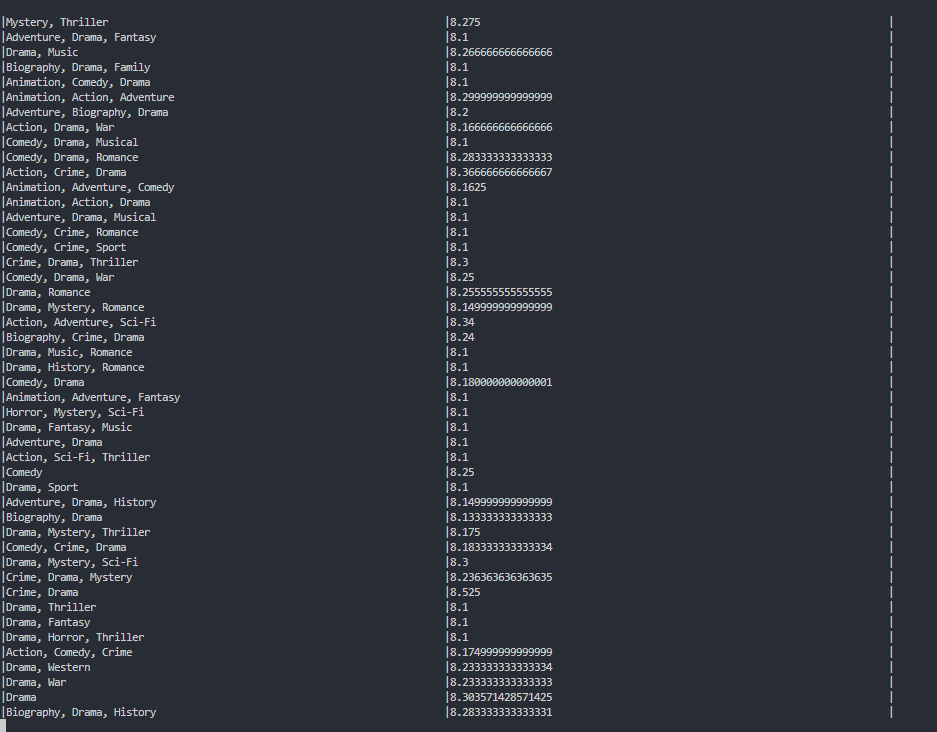 |Mystery, Thriller |8.275 |
|Adventure, Drama, Fantasy |8.1 |
|Drama, Music |8.266666666666666 |
|Biography, Drama, Family |8.1 |
|Animation, Comedy, Drama |8.1 |
|Animation, Action, Adventure |8.299999999999999 |
|Adventure, Biography, Drama |8.2 |
|Action, Drama, War |8.166666666666666 |
|Comedy, Drama, Musical |8.1 |
|Comedy, Drama, Romance |8.283333333333333 |
|Action, Crime, Drama |8.366666666666667 |
|Animation, Adventure, Comedy |8.1625 |
|Animation, Action, Drama |8.1 |
|Adventure, Drama, Musical |8.1 |
|Comedy, Crime, Romance |8.1 |
|Comedy, Crime, Sport |8.1 |
|Crime, Drama, Thriller |8.3 |
|Comedy, Drama, War |8.25 |
|Drama, Romance |8.255555555555555 |
|Drama, Mystery, Romance |8.149999999999999 |
|Action, Adventure, Sci-Fi |8.34 |
|Biography, Crime, Drama |8.24 |
|Drama, Music, Romance |8.1 |
|Drama, History, Romance |8.1 |
|Comedy, Drama |8.180000000000001 |
|Animation, Adventure, Fantasy |8.1 |
|Horror, Mystery, Sci-Fi |8.1 |
|Drama, Fantasy, Music |8.1 |
|Adventure, Drama |8.1 |
|Action, Sci-Fi, Thriller |8.1 |
|Comedy |8.25 |
|Drama, Sport |8.1 |
|Adventure, Drama, History |8.149999999999999 |
|Biography, Drama |8.133333333333333 |
|Drama, Mystery, Thriller |8.175 |
|Comedy, Crime, Drama |8.183333333333334 |
|Drama, Mystery, Sci-Fi |8.3 |
|Crime, Drama, Mystery |8.236363636363635 |
|Crime, Drama |8.525 |
|Drama, Thriller |8.1 |
|Drama, Fantasy |8.1 |
|Drama, Horror, Thriller |8.1 |
|Action, Comedy, Crime |8.174999999999999 |
|Drama, Western |8.233333333333334 |
|Drama, War |8.233333333333333 |
|Drama |8.303571428571425 |
|Biography, Drama, History |8.283333333333331 |